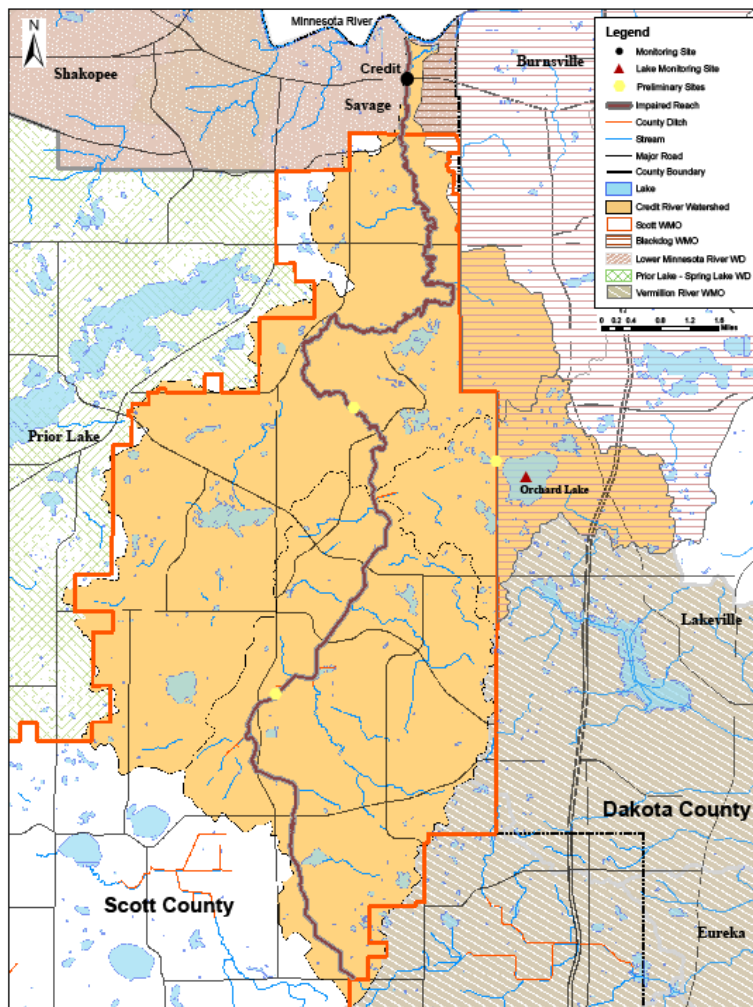 Minnesota River
N
Shakopee
Credit
Savage
Burnsville
Legend
Monitoring Site
Lake Monitoring Site
Preliminary Sites
Impaired Reach
County Ditch
Stream
Major Road
County Boundary
Lake
Credit River Watershed
Scott WMO
Blackdog WMO
Lower Minnesota River WD
Prior Lake - Spring Lake WD
Vermillion River WMO
0 0.2 0.4 0.8 1.2 1.6
Miles
Prior Lake
Orchard Lake
Lakeville
Dakota County
Scott County
Eureka